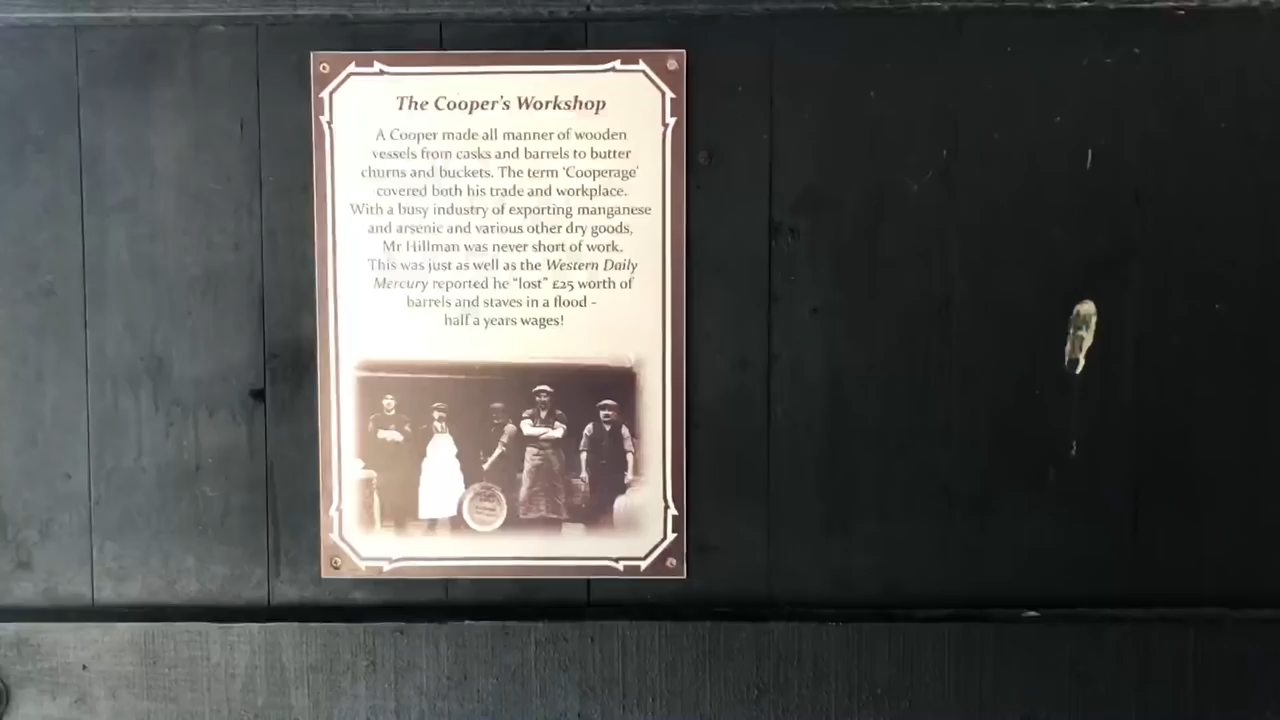 The Cooper's Workshop
A Cooper made all manner of wooden
vessels from casks and barrels to butter
churns and buckets. The term 'Cooperage'
covered both his trade and workplace.
With a busy industry of exporting manganese
and arsenic and various other dry goods,
Mr Hillman was never short of work.
This was just as well as the Western Daily
Mercury reported he "lost" £25 worth of
barrels and staves in a flood -
half a years wages!